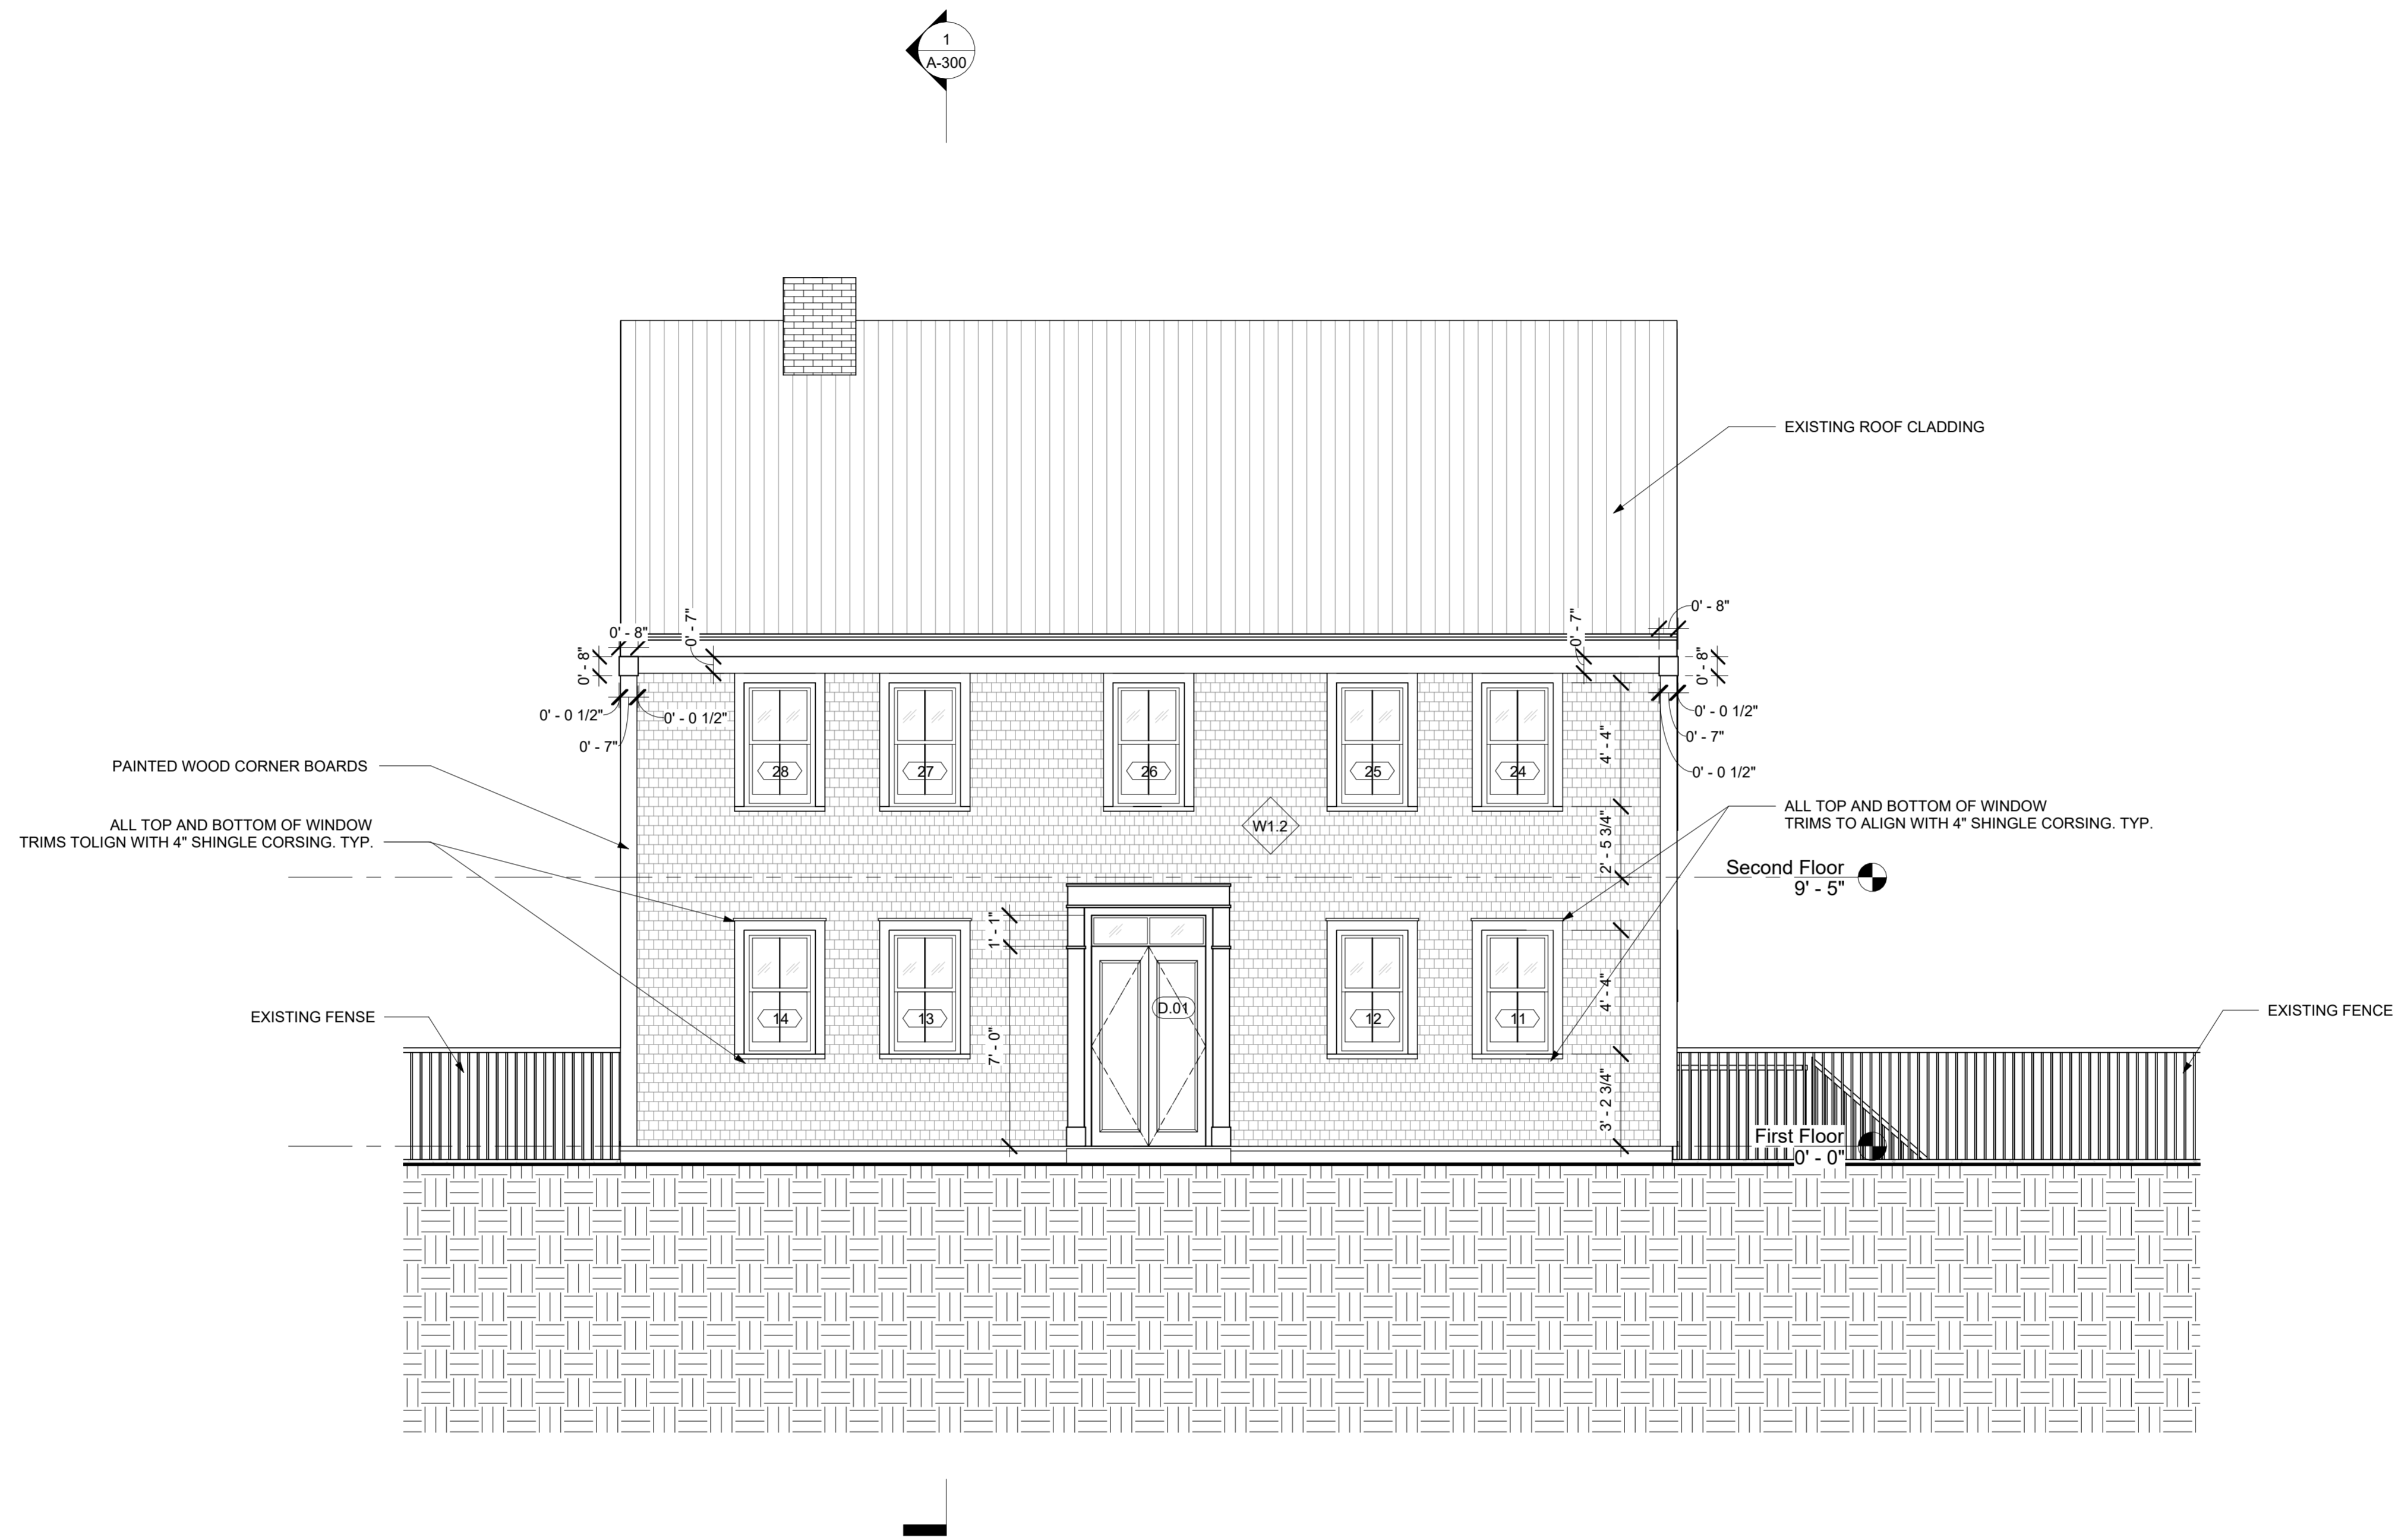 1
A-300
EXISTING ROOF CLADDING
0' - 8"
0' - 7"
0' - 8"
0' - 0 1/2"
0' - 0 1/2"
0' - 7"
0' - 7"
0' - 8"
0' - 8"
0' - 0 1/2"
0' - 7"
0' - 0 1/2"
28
27
26
25
24
4' - 4"
PAINTED WOOD CORNER BOARDS
ALL TOP AND BOTTOM OF WINDOW
TRIMS TOLIGN WITH 4" SHINGLE CORSING. TYP.
W1.2
2' - 5 3/4"
ALL TOP AND BOTTOM OF WINDOW
TRIMS TO ALIGN WITH 4" SHINGLE CORSING. TYP.
Second Floor
9' - 5"
1' - 1"
7' - 0"
D.01
14
13
12
11
4' - 4"
3' - 2 3/4"
EXISTING FENSE
EXISTING FENCE
First Floor
0' - 0"